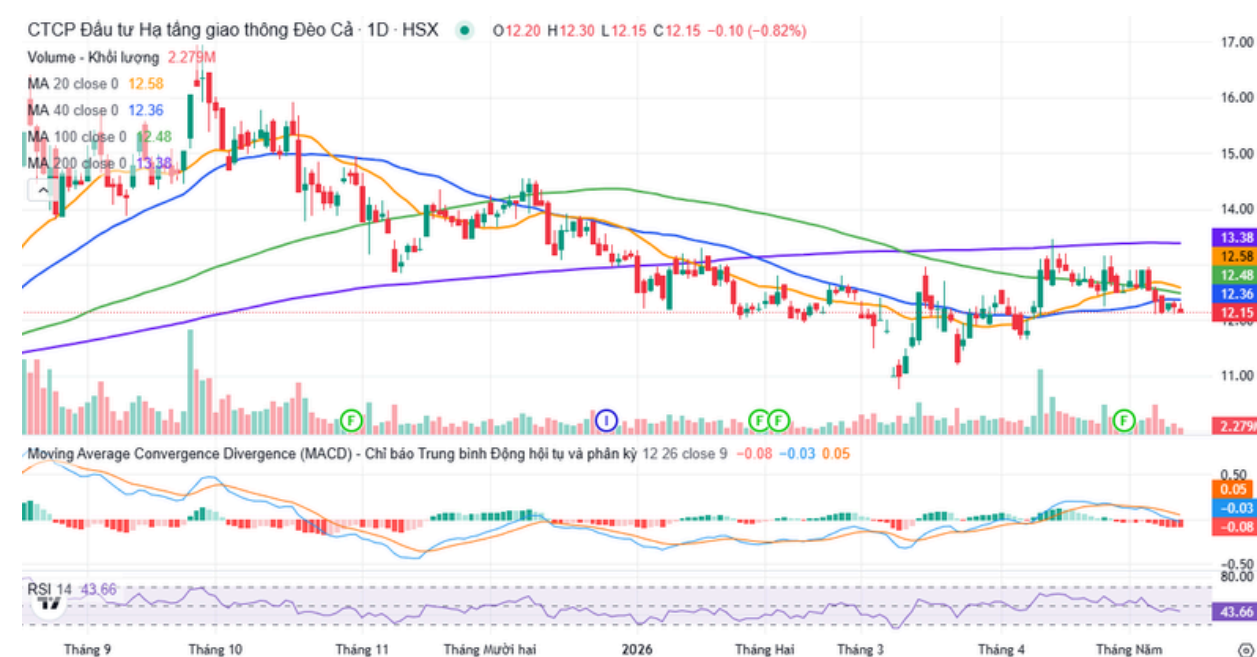 CTCP Đầu tư Hạ tầng giao thông Đèo Cả · 1D · HSX O12.20 H12.30 L12.15 C12.15 −0.10 (−0.82%)
Volume - Khối lượng 2.279M
MA 20 close 0 12.58
MA 40 close 0 12.36
MA 100 close 0 12.48
MA 200 close 0 13.38
17.00
16.00
15.00
14.00
13.38
12.58
12.48
12.36
12.15
12.00
11.00
F
I
F
F
F
2.279M
Moving Average Convergence Divergence (MACD) - Chỉ báo Trung bình Động hội tụ và phân kỳ 12 26 close 9 −0.08 −0.03 0.05
0.50
0.05
−0.03
−0.08
−0.50
80.00
RSI 14 43.66
43.66
Tháng 9 Tháng 10 Tháng 11 Tháng Mười hai 2026 Tháng Hai Tháng 3 Tháng 4 Tháng Năm